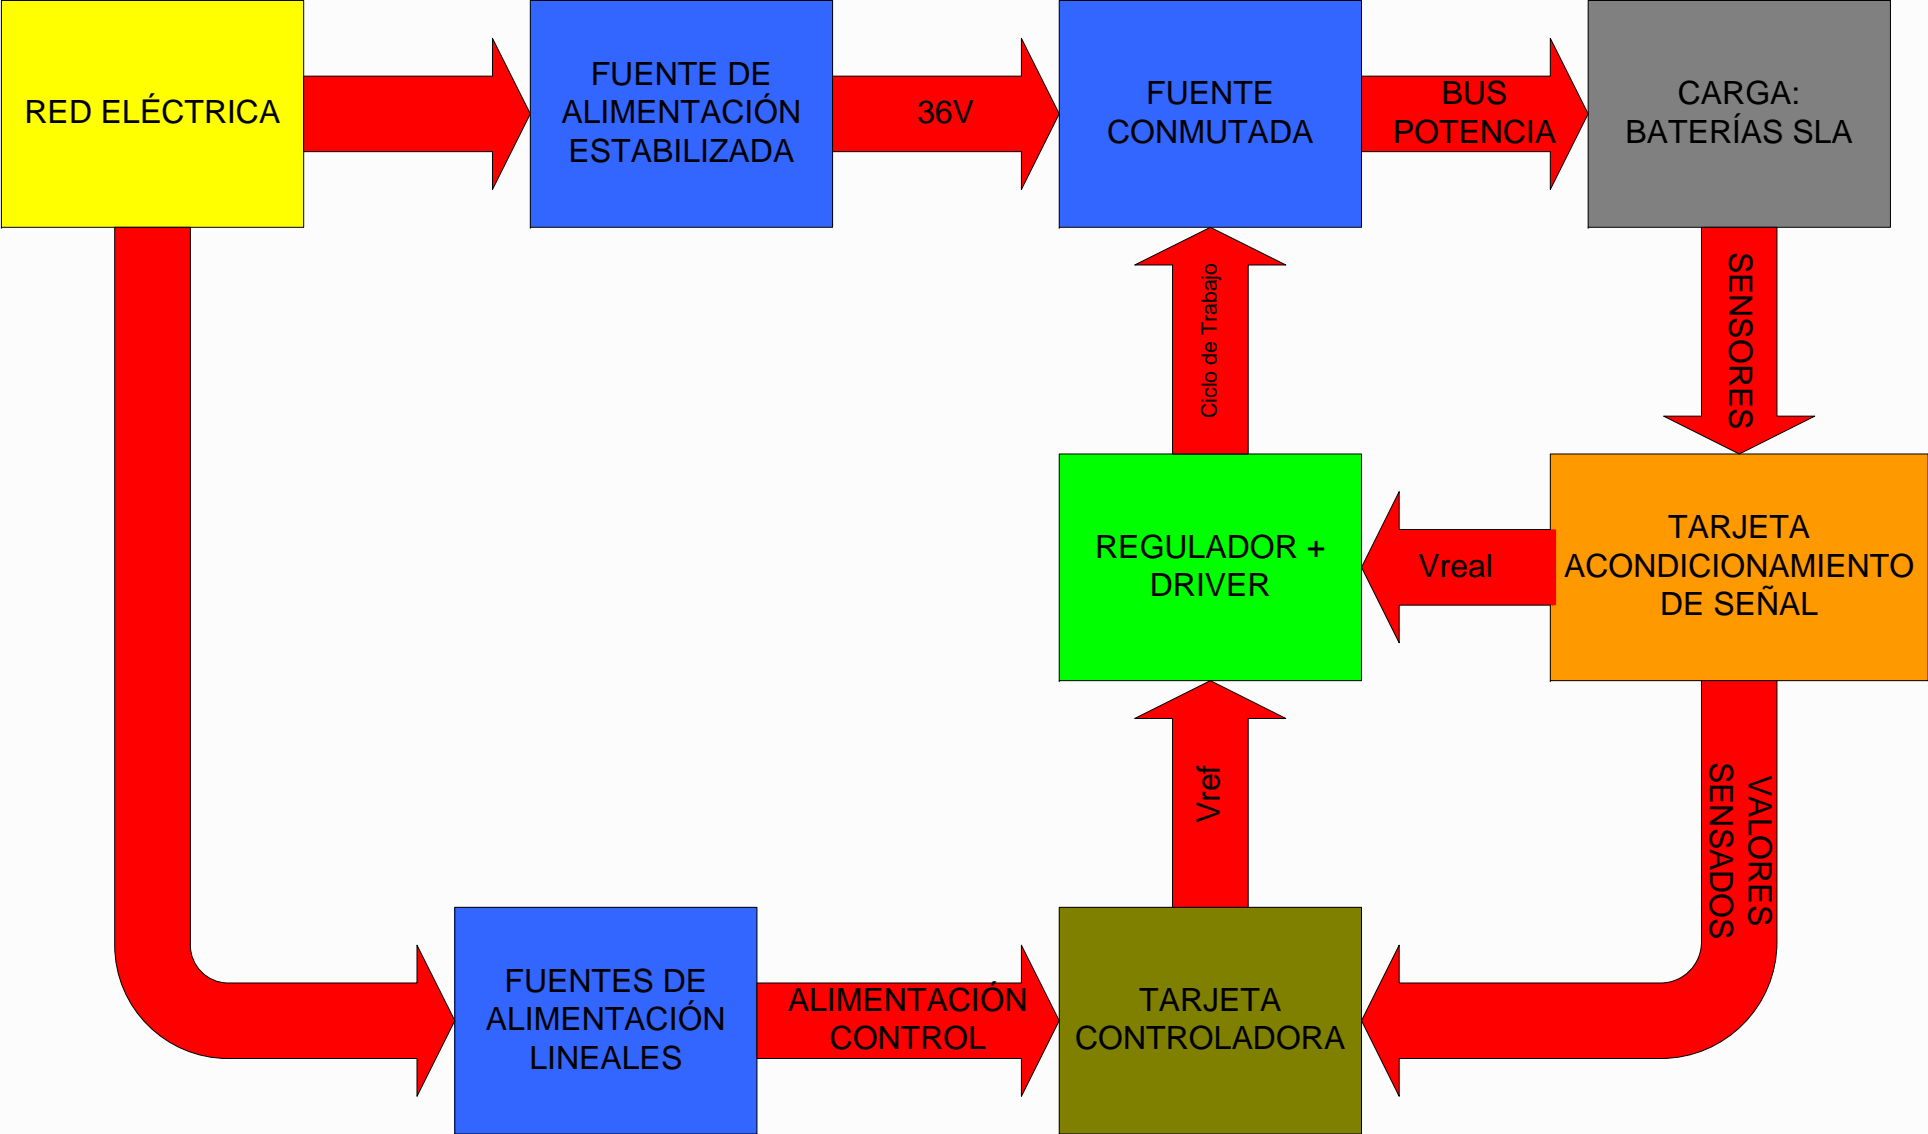 RED ELÉCTRICA
FUENTE DE
ALIMENTACIÓN
ESTABILIZADA
36V
FUENTE
CONMUTADA
BUS
POTENCIA
CARGA:
BATERÍAS SLA
Ciclo de Trabajo
SENSORES
REGULADOR +
DRIVER
Vreal
TARJETA
ACONDICIONAMIENTO
DE SEÑAL
Vref
VALORES
SENSADOS
FUENTES DE
ALIMENTACIÓN
LINEALES
ALIMENTACIÓN
CONTROL
TARJETA
CONTROLADORA